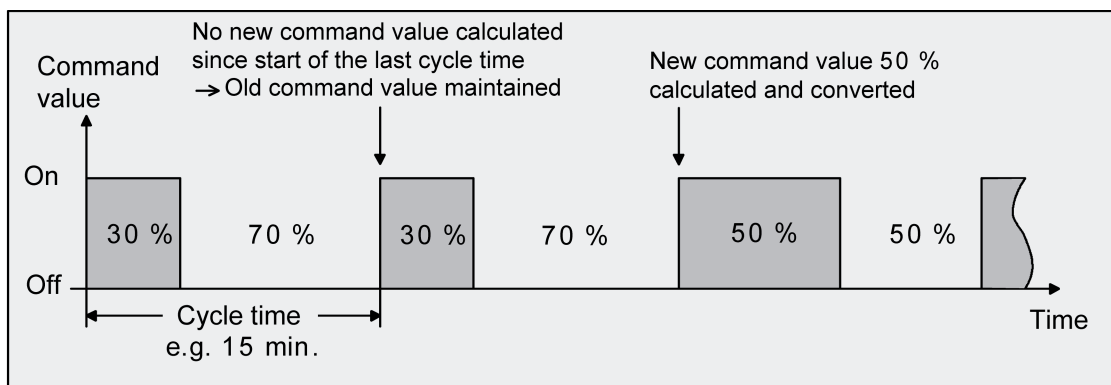 No new command value calculated
since start of the last cycle time
→ Old command value maintained
New command value 50 %
calculated and converted
Command
value
On
30 %
70 %
30 %
70 %
50 %
50 %
Off
Cycle time
e.g. 15 min.
Time